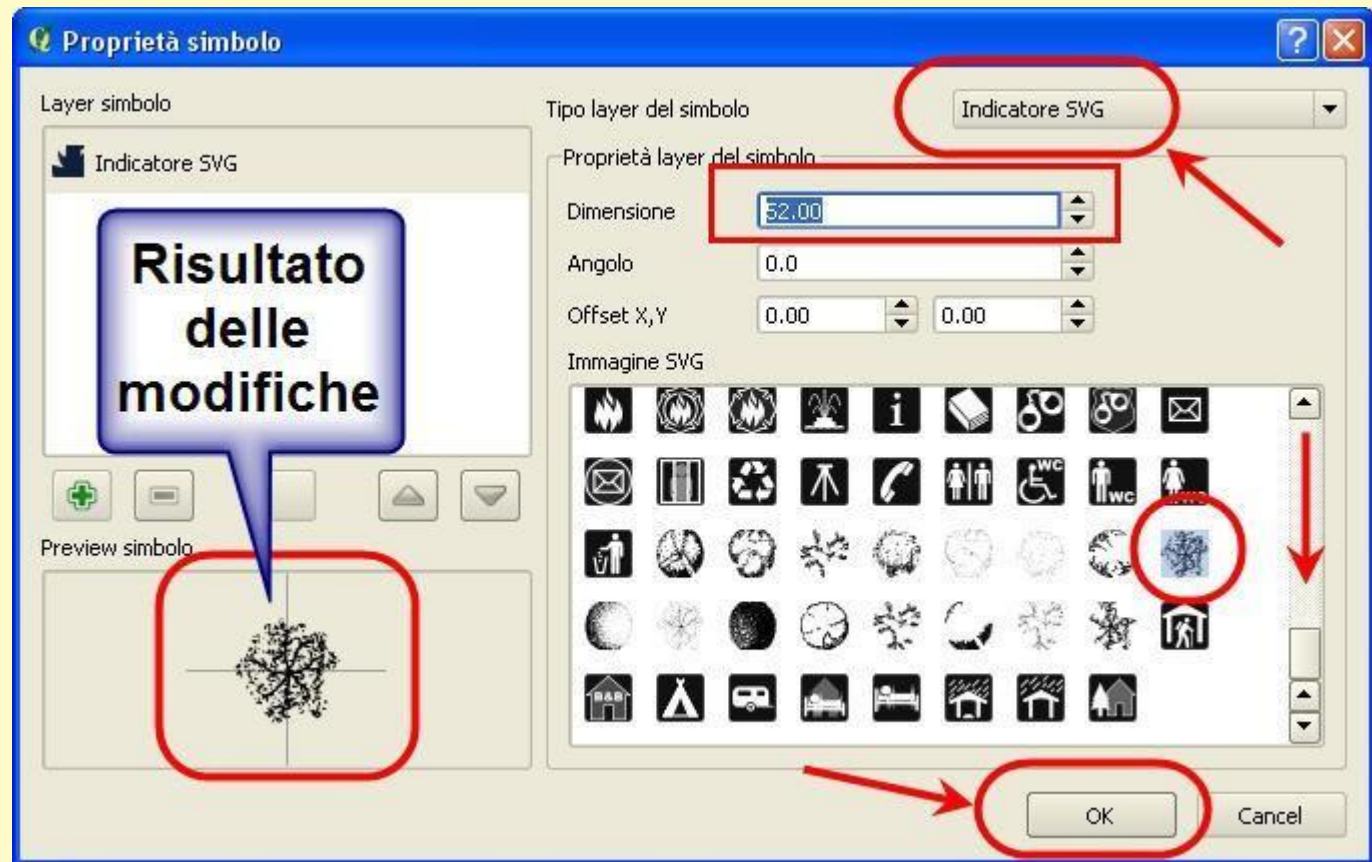 Proprietà simbolo
Layer simbolo
Indicatore SVG
Risultato
delle
modifiche
Preview simbolo
Tipo layer del simbolo
Indicatore SVG
Proprietà layer del simbolo
Dimensione
52.00
Angolo
0.0
Offset X,Y
0.00
0.00
Immagine SVG
i
WC
WC
WC
B&B
OK
Cancel